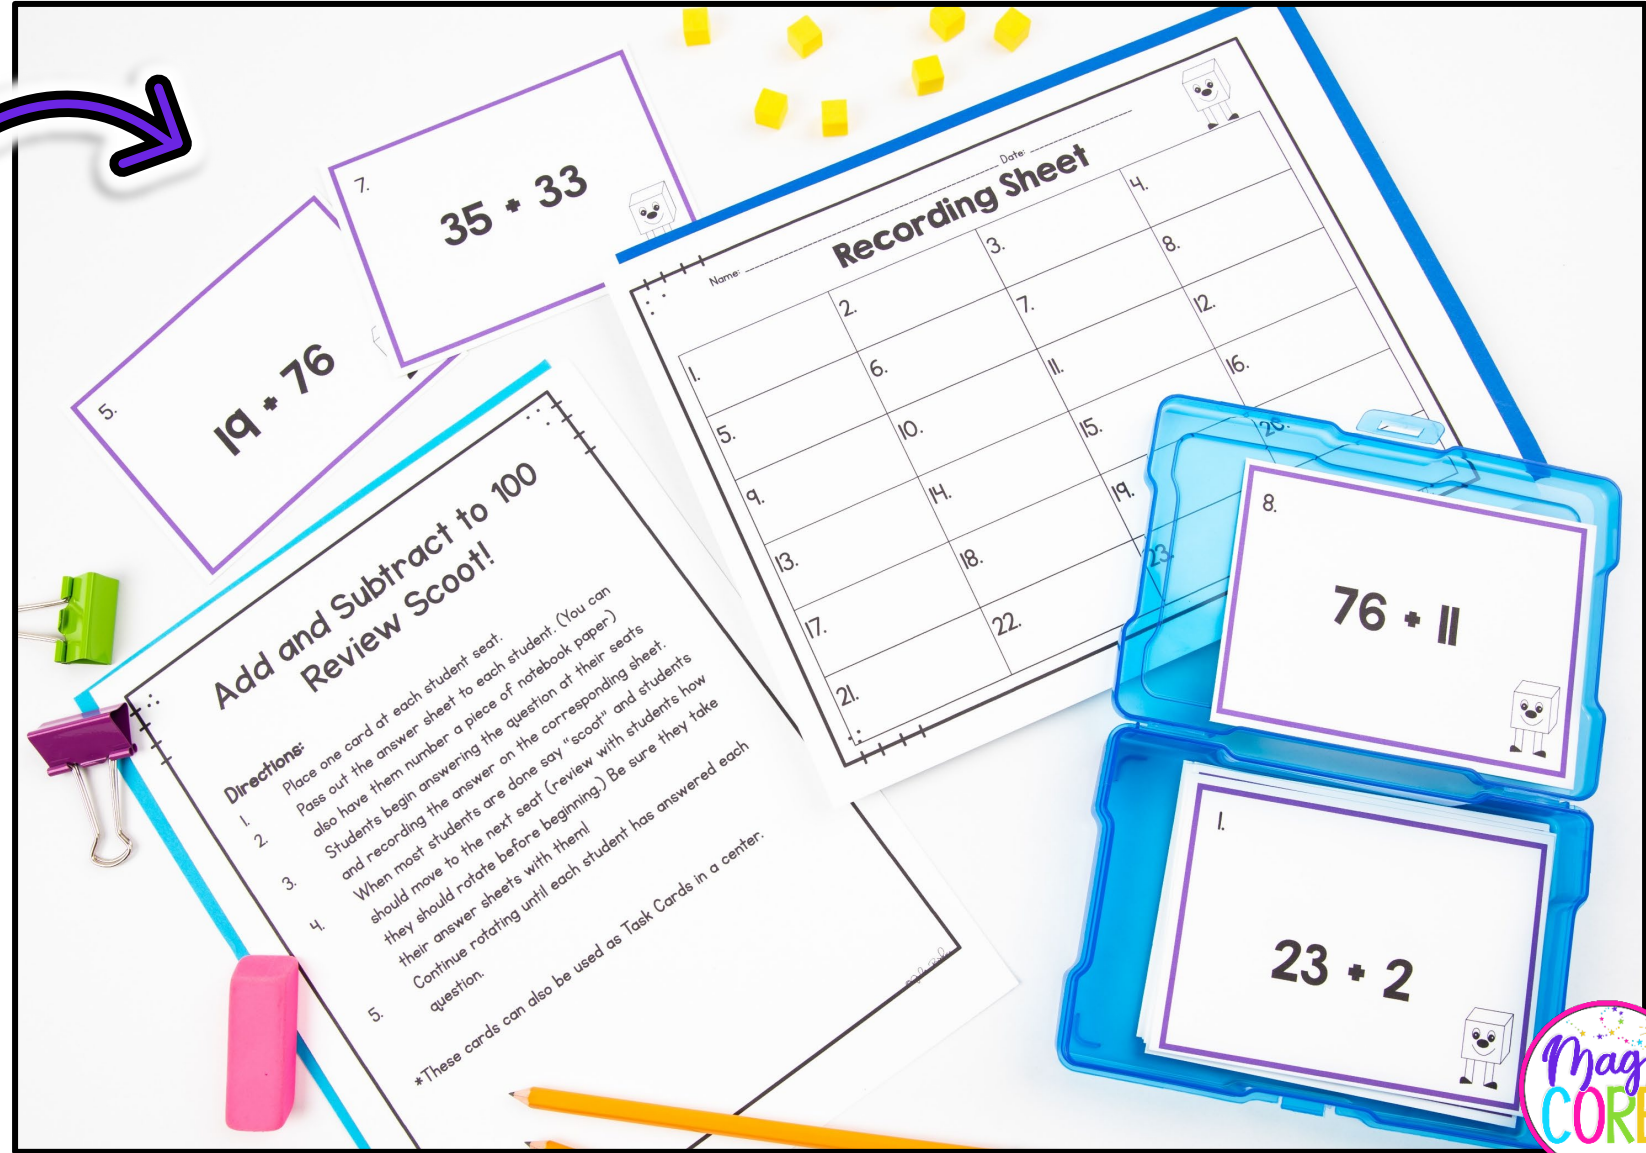 7.
35 + 33
5.
19 + 76
Name:
Date:
Recording Sheet
1.
2.
3.
4.
5.
6.
7.
8.
9.
10.
11.
12.
13.
14.
15.
16.
17.
18.
19.
20.
21.
22.
23.
Add and Subtract to 100
Review Scoot!
Directions:
1. Place one card at each student seat.
2. Pass out the answer sheet to each student. (You can
also have them number a piece of notebook paper)
3. Students begin answering the question at their seats
and recording the answer on the corresponding sheet.
4. When most students are done say "scoot" and students
should move to the next seat (review with students how
they should rotate before beginning.) Be sure they take
their answer sheets with them!
5. Continue rotating until each student has answered each
question.
*These cards can also be used as Task Cards in a center.
8.
76 + 11
1.
23 + 2
CORE